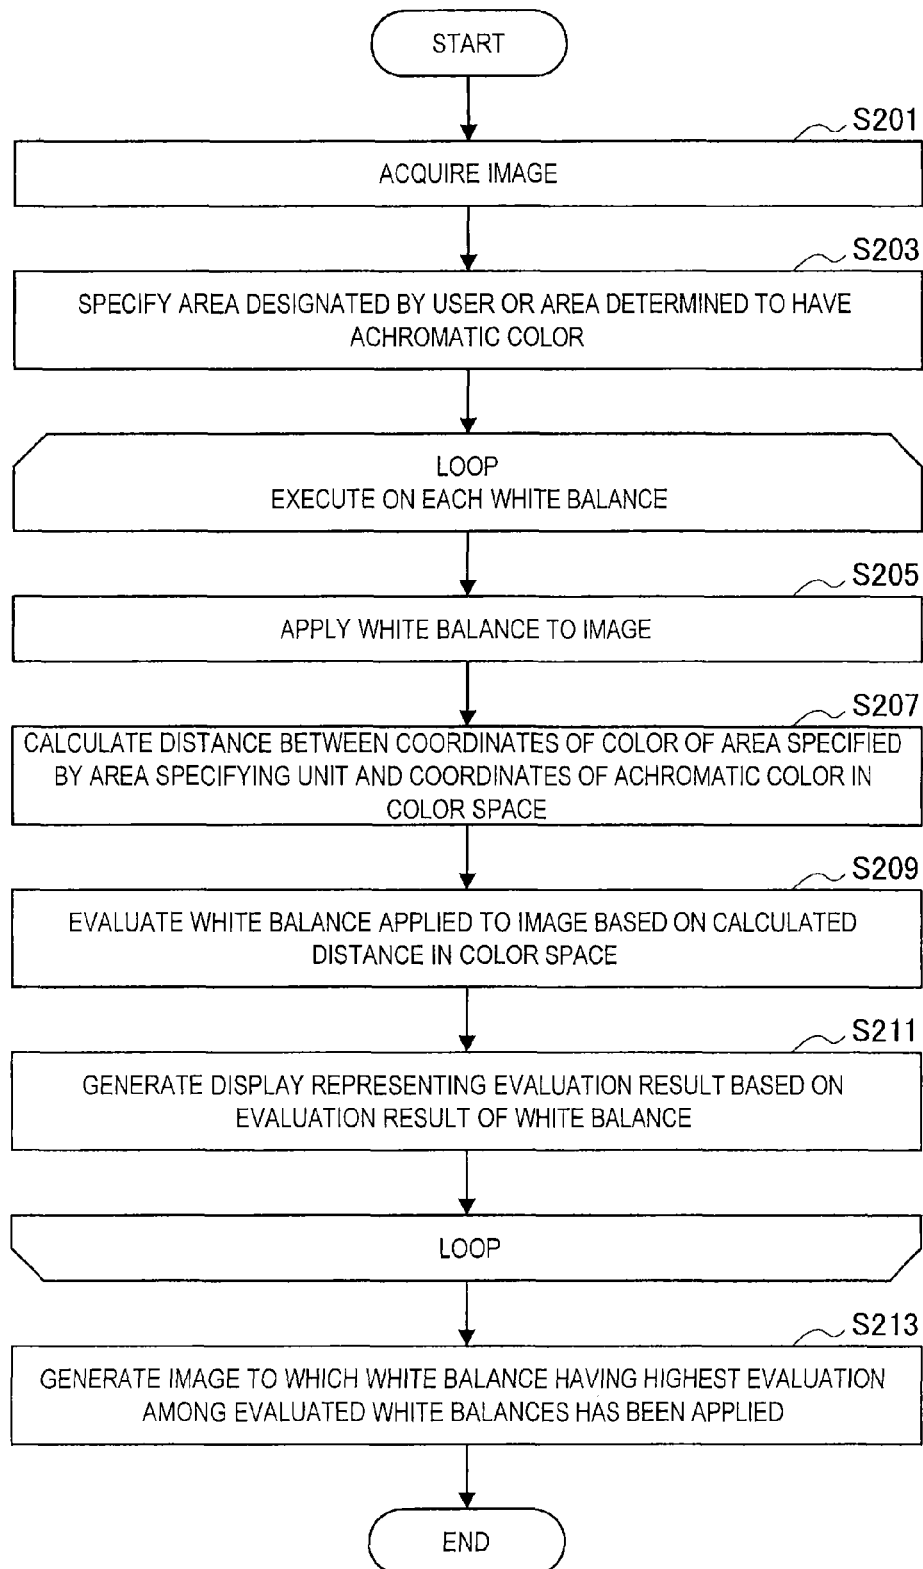 START
S201
ACQUIRE IMAGE
S203
SPECIFY AREA DESIGNATED BY USER OR AREA DETERMINED TO HAVE
ACHROMATIC COLOR
LOOP
EXECUTE ON EACH WHITE BALANCE
S205
APPLY WHITE BALANCE TO IMAGE
S207
CALCULATE DISTANCE BETWEEN COORDINATES OF COLOR OF AREA SPECIFIED
BY AREA SPECIFYING UNIT AND COORDINATES OF ACHROMATIC COLOR IN
COLOR SPACE
S209
EVALUATE WHITE BALANCE APPLIED TO IMAGE BASED ON CALCULATED
DISTANCE IN COLOR SPACE
S211
GENERATE DISPLAY REPRESENTING EVALUATION RESULT BASED ON
EVALUATION RESULT OF WHITE BALANCE
LOOP
S213
GENERATE IMAGE TO WHICH WHITE BALANCE HAVING HIGHEST EVALUATION
AMONG EVALUATED WHITE BALANCES HAS BEEN APPLIED
END